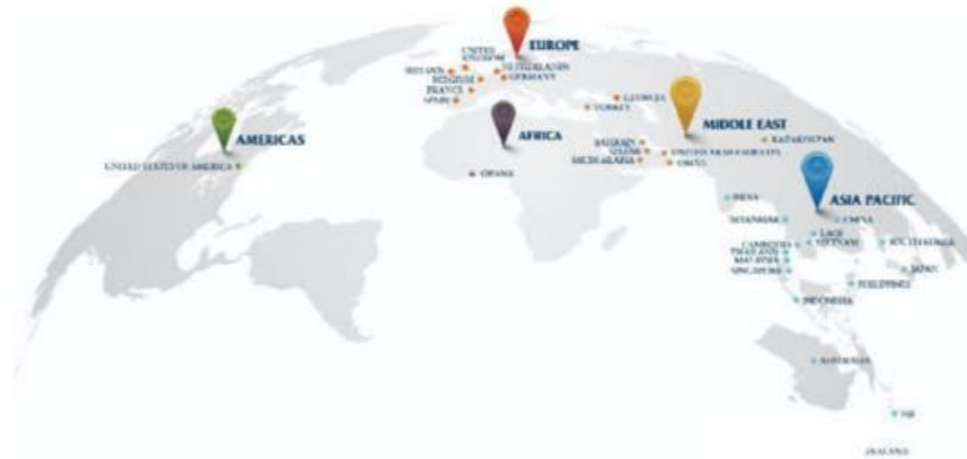 EUROPE
UNITED
KINGDOM
NETHERLANDS
BELGIUM
GERMANY
FRANCE
SPAIN
GEORGIA
TURKEY
AMERICAS
UNITED STATES OF AMERICA
AFRICA
GHANA
MIDDLE EAST
KAZAKHSTAN
BAHRAIN
UNITED ARAB EMIRATES
SAUDI ARABIA
OMAN
ASIA PACIFIC
INDIA
MYANMAR
CHINA
LAOS
CAMBODIA
VIETNAM
SOUTH KOREA
THAILAND
MALAYSIA
SINGAPORE
JAPAN
PHILIPPINES
INDONESIA
AUSTRALIA
FIJI
ZEALAND